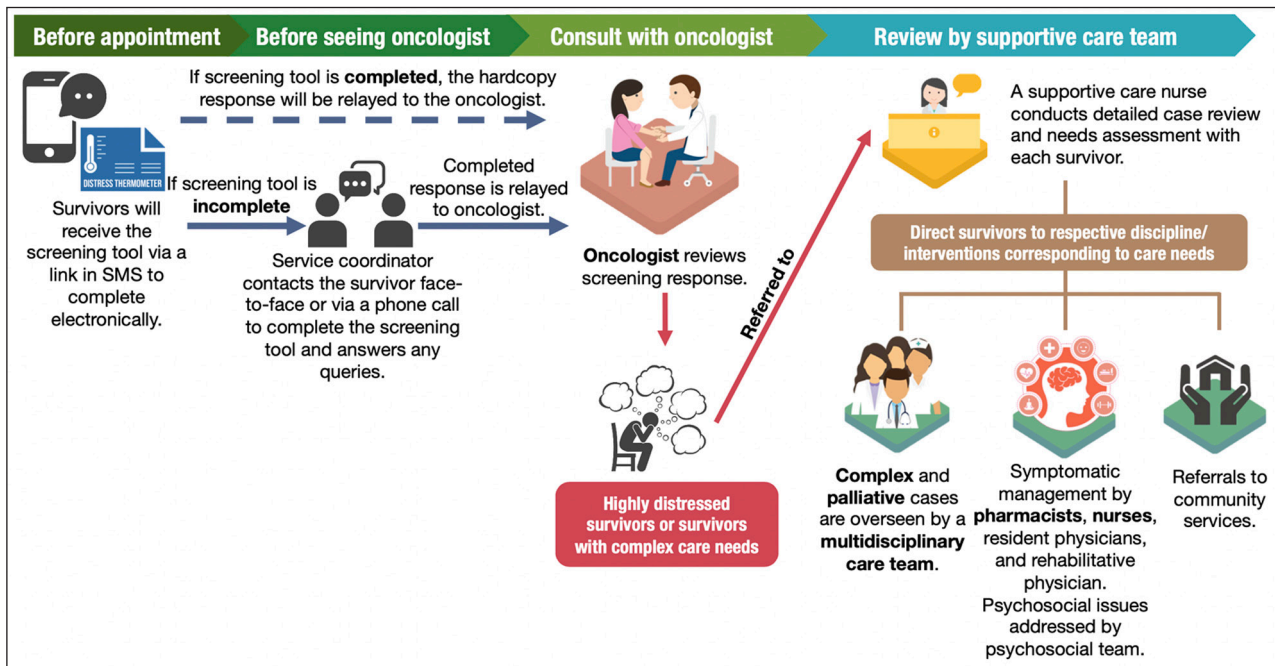 Before appointment
Before seeing oncologist
Consult with oncologist
Review by supportive care team
DISTRESS THERMOMETER
Survivors will
receive the
screening tool via a
link in SMS to
complete
electronically.
If screening tool is completed, the hardcopy
response will be relayed to the oncologist.
If screening tool is
incomplete
Service coordinator
contacts the survivor face-
to-face or via a phone call
to complete the screening
tool and answers any
queries.
Completed
response is relayed
to oncologist.
Oncologist reviews
screening response.
Highly distressed
survivors or survivors
with complex care needs
Referred to
A supportive care nurse
conducts detailed case review
and needs assessment with
each survivor.
Direct survivors to respective discipline/
interventions corresponding to care needs
Complex and
palliative cases
are overseen by a
multidisciplinary
care team.
Symptomatic
management by
pharmacists, nurses,
resident physicians,
and rehabilitative
physician.
Psychosocial issues
addressed by
psychosocial team.
Referrals to
community
services.